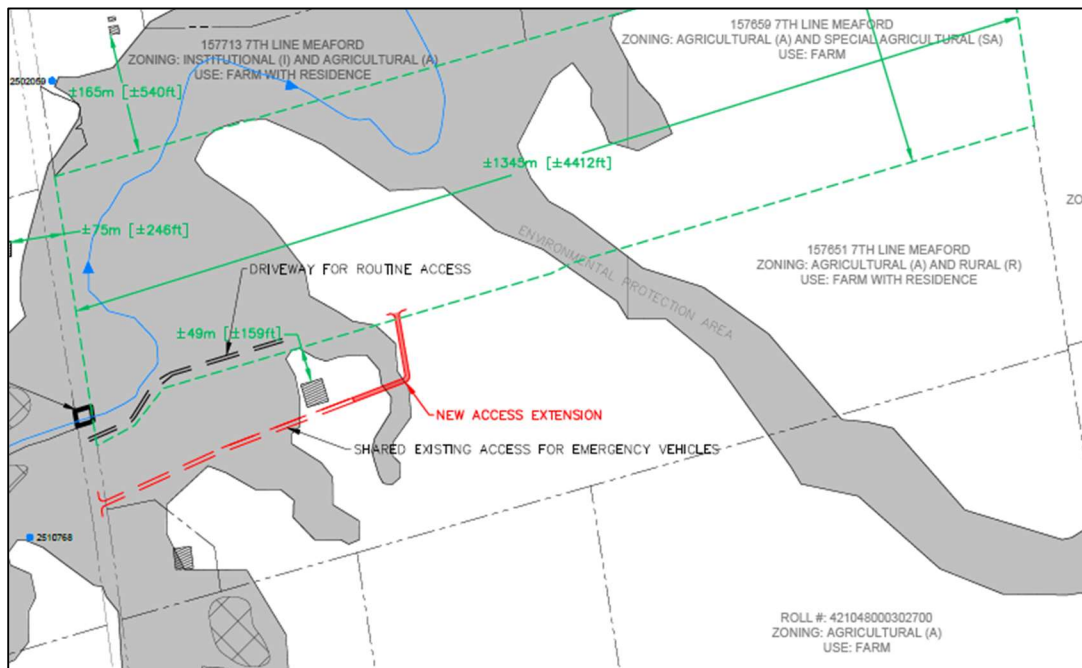 157713 7TH LINE MEAFORD
ZONING: INSTITUTIONAL (I) AND AGRICULTURAL (A)
USE: FARM WITH RESIDENCE
157659 7TH LINE MEAFORD
ZONING: AGRICULTURAL (A) AND SPECIAL AGRICULTURAL (SA)
USE: FARM
2502059
±165m [±540ft]
±1345m [±4412ft]
ZO
±75m [±246ft]
ENVIRONMENTAL PROTECTION AREA
157651 7TH LINE MEAFORD
ZONING: AGRICULTURAL (A) AND RURAL (R)
USE: FARM WITH RESIDENCE
DRIVEWAY FOR ROUTINE ACCESS
±49m [±159ft]
NEW ACCESS EXTENSION
SHARED EXISTING ACCESS FOR EMERGENCY VEHICLES
2510768
ROLL #: 421048000302700
ZONING: AGRICULTURAL (A)
USE: FARM